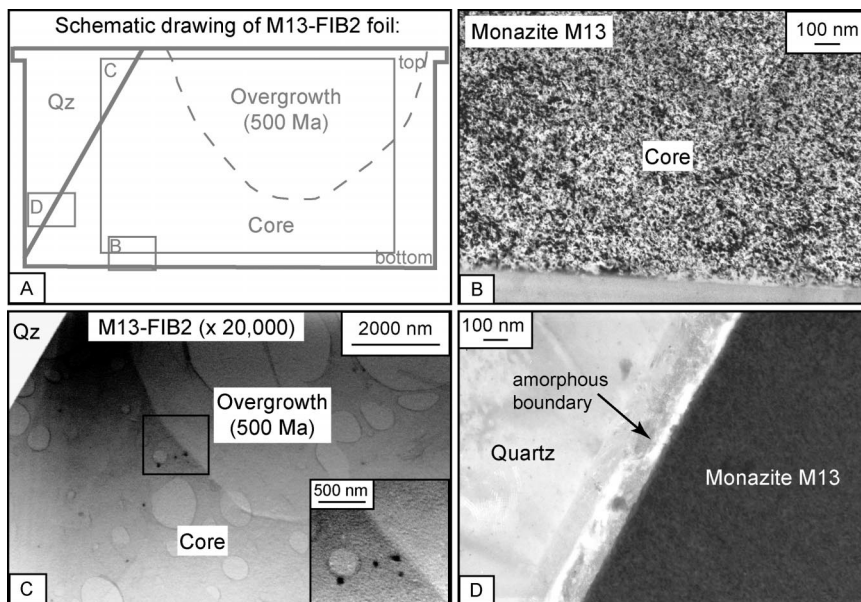 Schematic drawing of M13-FIB2 foil:
C
top
Qz
Overgrowth
(500 Ma)
D
Core
B
bottom
A
Monazite M13
100 nm
Core
B
Qz
M13-FIB2 (x 20,000)
2000 nm
Overgrowth
(500 Ma)
500 nm
Core
C
100 nm
amorphous
boundary
Quartz
Monazite M13
D